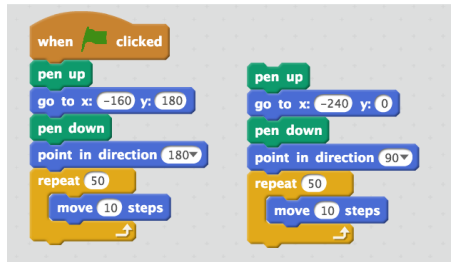 when clicked
pen up
go to x: -160 y: 180
pen down
point in direction 180
repeat 50
move 10 steps
pen up
go to x: -240 y: 0
pen down
point in direction 90
repeat 50
move 10 steps